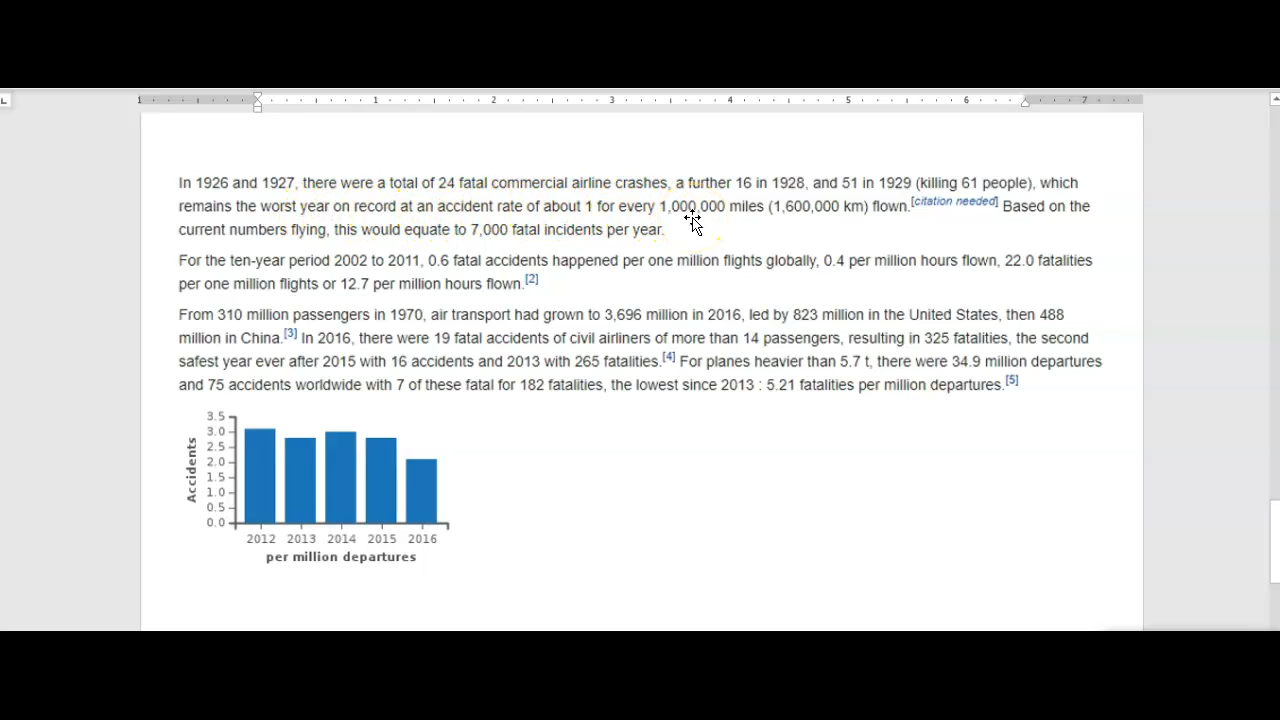 L
1 1 2 3 4 5 6 7
In 1926 and 1927, there were a total of 24 fatal commercial airline crashes, a further 16 in 1928, and 51 in 1929 (killing 61 people), which
remains the worst year on record at an accident rate of about 1 for every 1,000,000 miles (1,600,000 km) flown.[citation needed] Based on the
current numbers flying, this would equate to 7,000 fatal incidents per year.
For the ten-year period 2002 to 2011, 0.6 fatal accidents happened per one million flights globally, 0.4 per million hours flown, 22.0 fatalities
per one million flights or 12.7 per million hours flown.[2]
From 310 million passengers in 1970, air transport had grown to 3,696 million in 2016, led by 823 million in the United States, then 488
million in China.[3] In 2016, there were 19 fatal accidents of civil airliners of more than 14 passengers, resulting in 325 fatalities, the second
safest year ever after 2015 with 16 accidents and 2013 with 265 fatalities.[4] For planes heavier than 5.7 t, there were 34.9 million departures
and 75 accidents worldwide with 7 of these fatal for 182 fatalities, the lowest since 2013 : 5.21 fatalities per million departures.[5]
Accidents
3.5
3.0
2.5
2.0
1.5
1.0
0.5
0.0
2012 2013 2014 2015 2016
per million departures